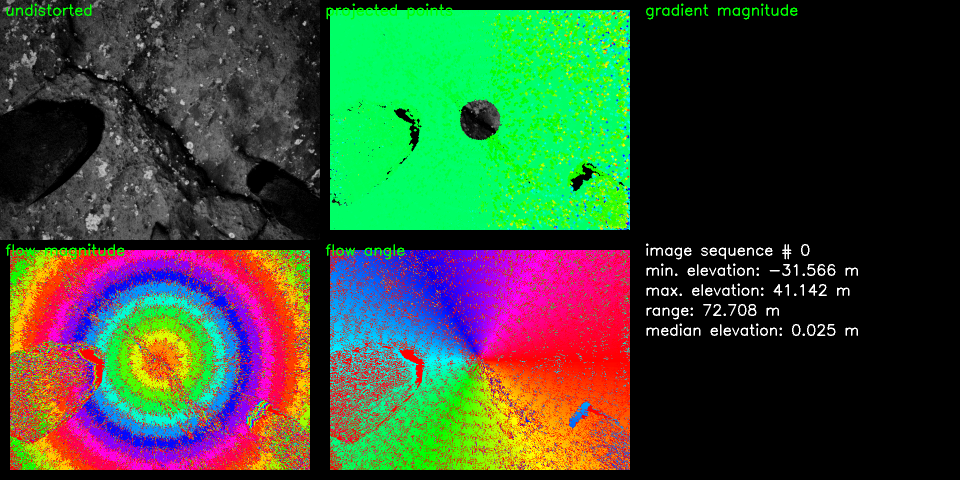 undistorted
projected points
gradient magnitude
flow magnitude
flow angle
image sequence # 0
min. elevation: −31.566 m
max. elevation: 41.142 m
range: 72.708 m
median elevation: 0.025 m